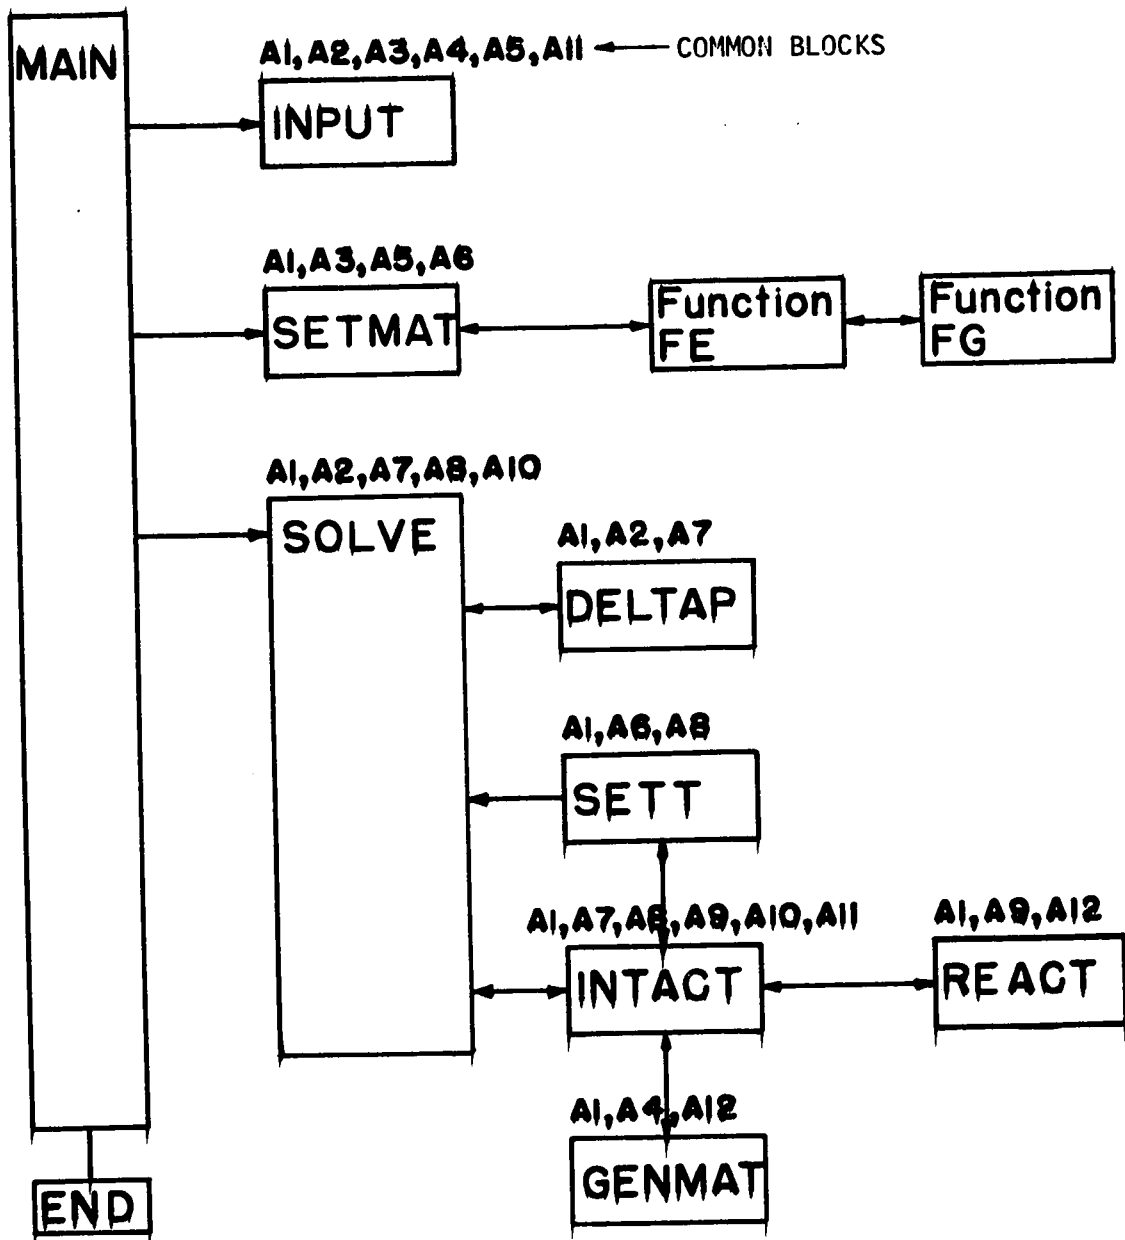 MAIN
A1, A2, A3, A4, A5, A11 COMMON BLOCKS
INPUT
A1, A3, A5, A6
SETMAT
Function
FE
Function
FG
A1, A2, A7, A8, A10
SOLVE
A1, A2, A7
DELTAP
A1, A6, A8
SETT
A1, A7, A8, A9, A10, A11
INTACT
A1, A9, A12
REACT
A1, A4, A12
GENMAT
END